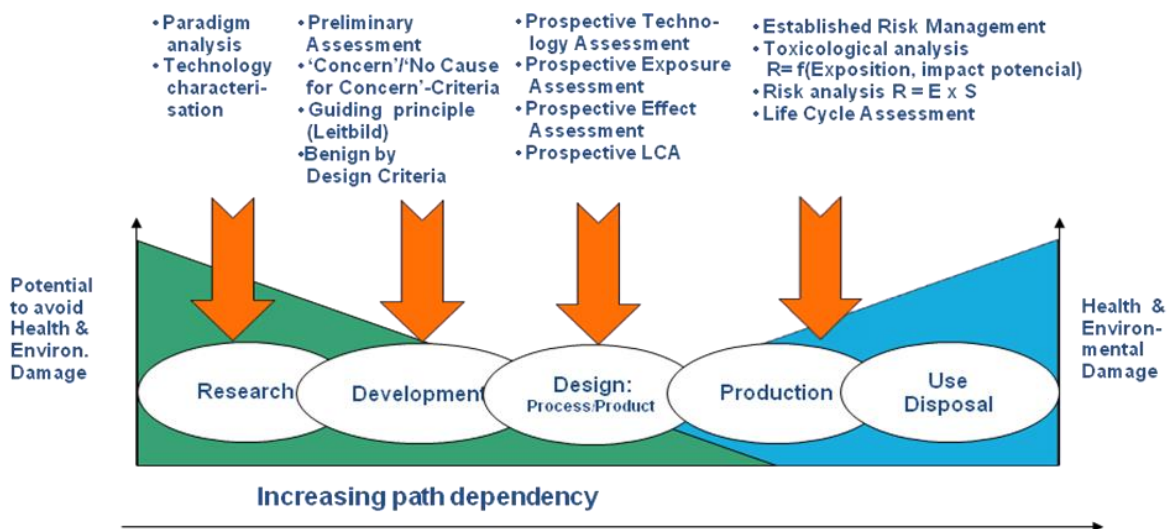 • Paradigm
analysis
• Technology
characteri-
sation
• Preliminary
Assessment
• ‘Concern’/‘No Cause
for Concern’-Criteria
• Guiding principle
(Leitbild)
• Benign by
Design Criteria
• Prospective Techno-
logy Assessment
• Prospective Exposure
Assessment
• Prospective Effect
Assessment
• Prospective LCA
• Established Risk Management
• Toxicological analysis
R= f(Exposition, impact potencial)
• Risk analysis R = E x S
• Life Cycle Assessment
Potential
to avoid
Health &
Environ.
Damage
Research
Development
Design:
Process/Product
Production
Use
Disposal
Health &
Environ-
mental
Damage
Increasing path dependency